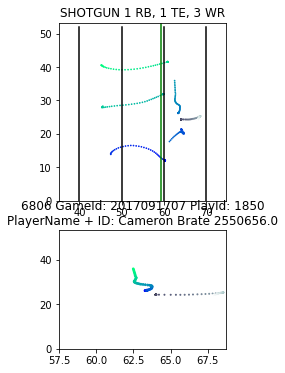 SHOTGUN 1 RB, 1 TE, 3 WR
50
40
30
20
10
0
40 50 60 70
6806 GameId: 2017091707 PlayId: 1850
PlayerName + ID: Cameron Brate 2550656.0
40
20
0
57.5 60.0 62.5 65.0 67.5